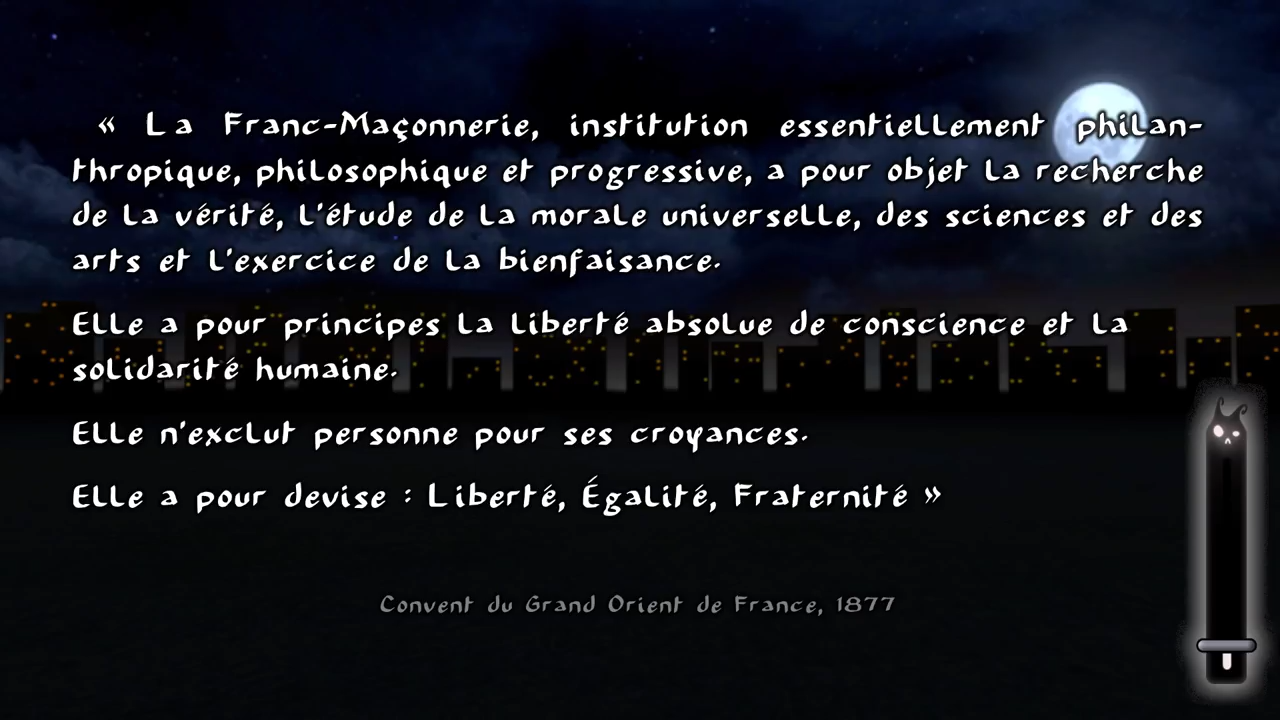 « La Franc-Maçonnerie, institution essentiellement philan-
thropique, philosophique et progressive, a pour objet la recherche
de la vérité, l'étude de la morale universelle, des sciences et des
arts et l'exercice de la bienfaisance.
Elle a pour principes la liberté absolue de conscience et la
solidarité humaine.
Elle n'exclut personne pour ses croyances.
Elle a pour devise : Liberté, Égalité, Fraternité »
Convent du Grand Orient de France, 1877